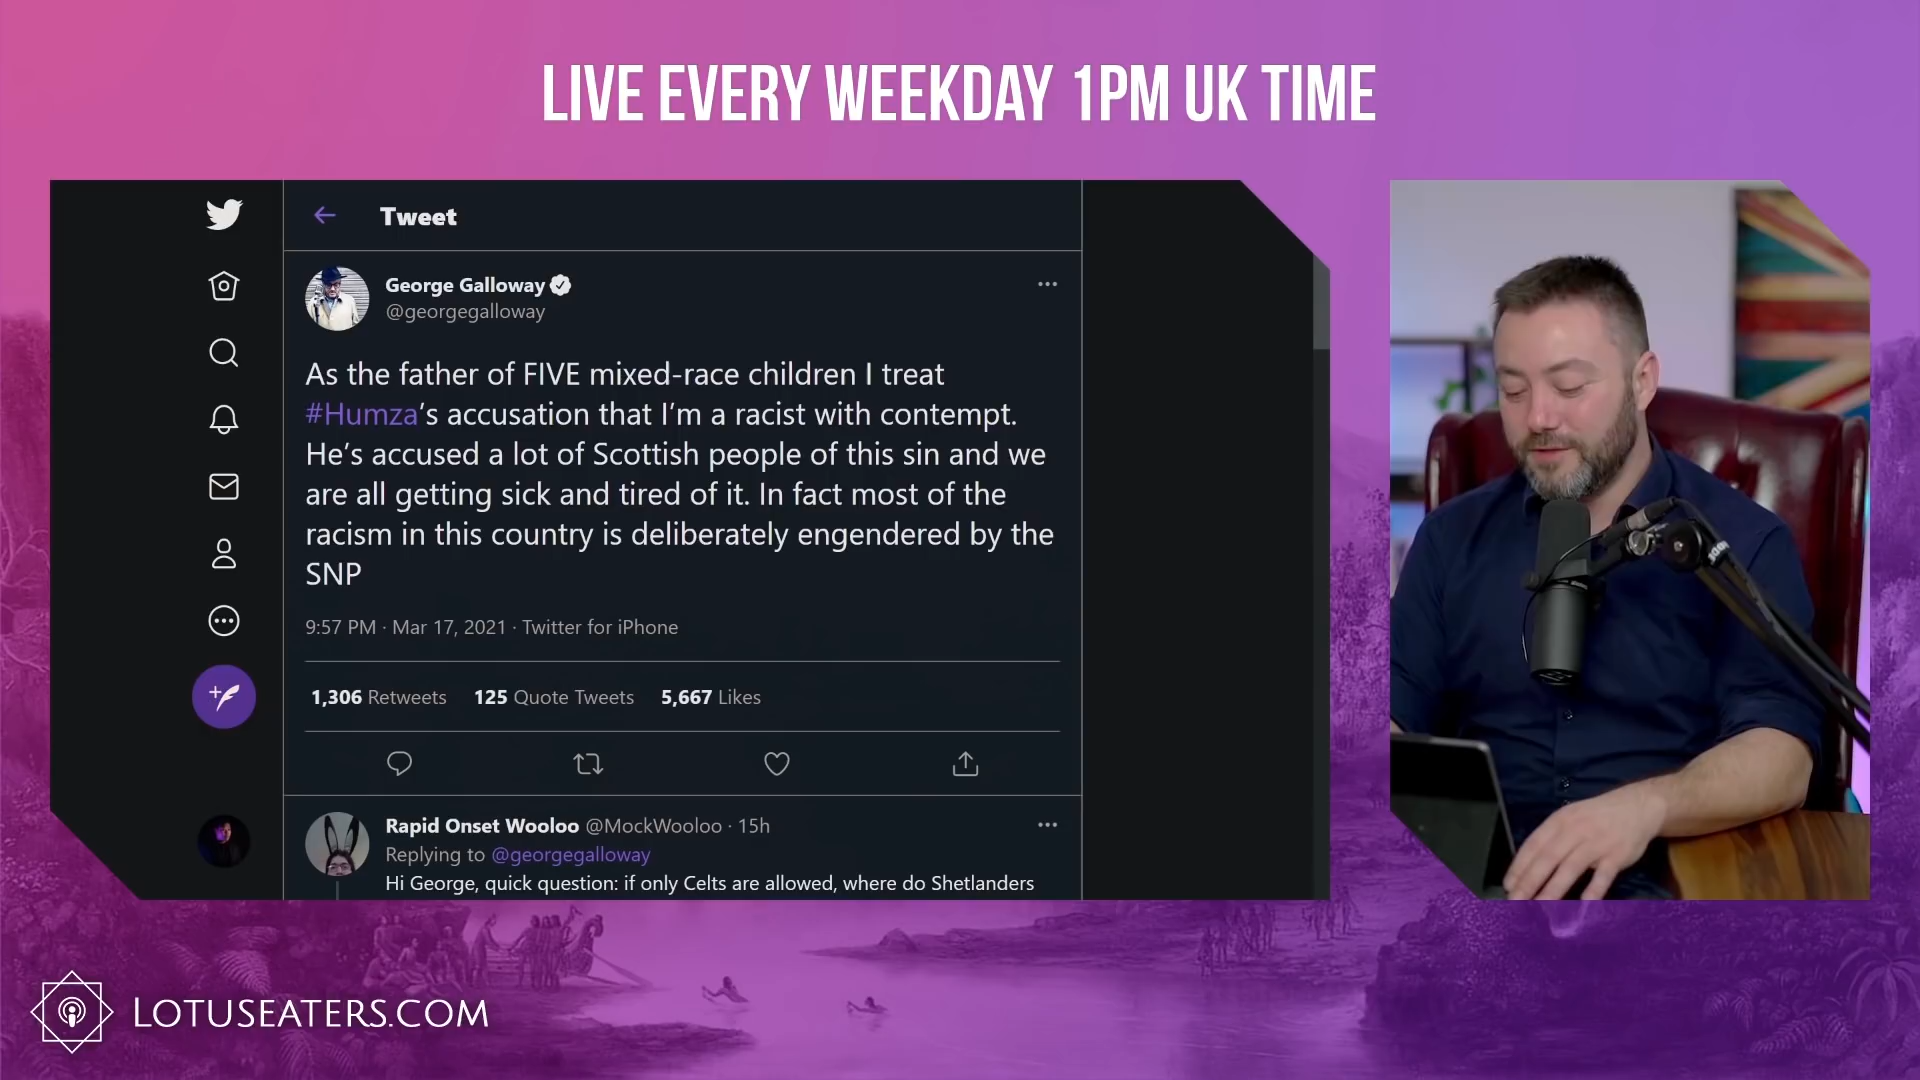 LIVE EVERY WEEKDAY 1PM UK TIME
Tweet
George Galloway
@georgegalloway
As the father of FIVE mixed-race children I treat
#Humza’s accusation that I’m a racist with contempt.
He’s accused a lot of Scottish people of this sin and we
are all getting sick and tired of it. In fact most of the
racism in this country is deliberately engendered by the
SNP
9:57 PM · Mar 17, 2021 · Twitter for iPhone
1,306 Retweets 125 Quote Tweets 5,667 Likes
Rapid Onset Wooloo @MockWooloo · 15h
Replying to @georgegalloway
Hi George, quick question: if only Celts are allowed, where do Shetlanders
LOTUSEATERS.COM